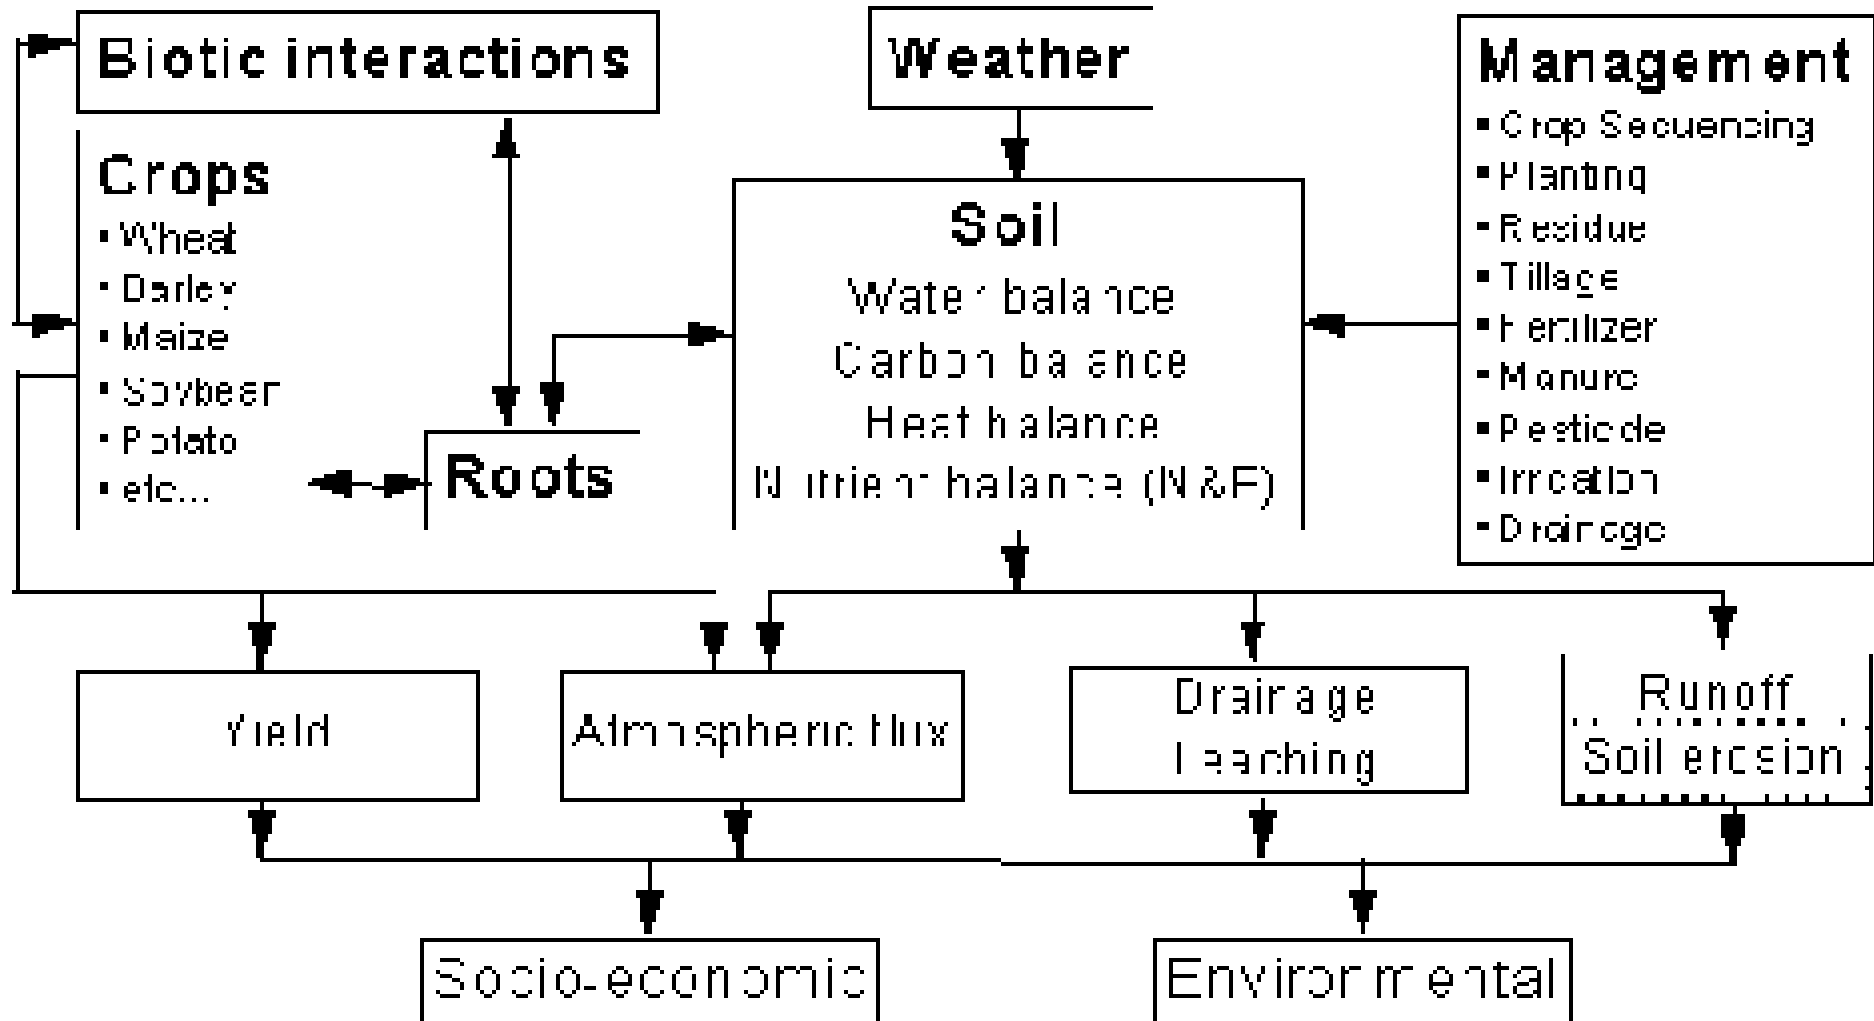 Biotic interactions
Crops
▪ Wheat
▪ Barley
▪ Maize
▪ Soybean
▪ Potato
▪ etc...
Roots
Weather
Soil
Water balance
Carbon balance
Heat balance
Nutrient balance (N&P)
Management
▪ Crop Sequencing
▪ Planting
▪ Residue
▪ Tillage
▪ Fertilizer
▪ Manure
▪ Pesticide
▪ Irrigation
▪ Drainage
Yield
Atmospheric flux
Drainage
Leaching
Runoff
Soil erosion
Socio-economic
Environmental